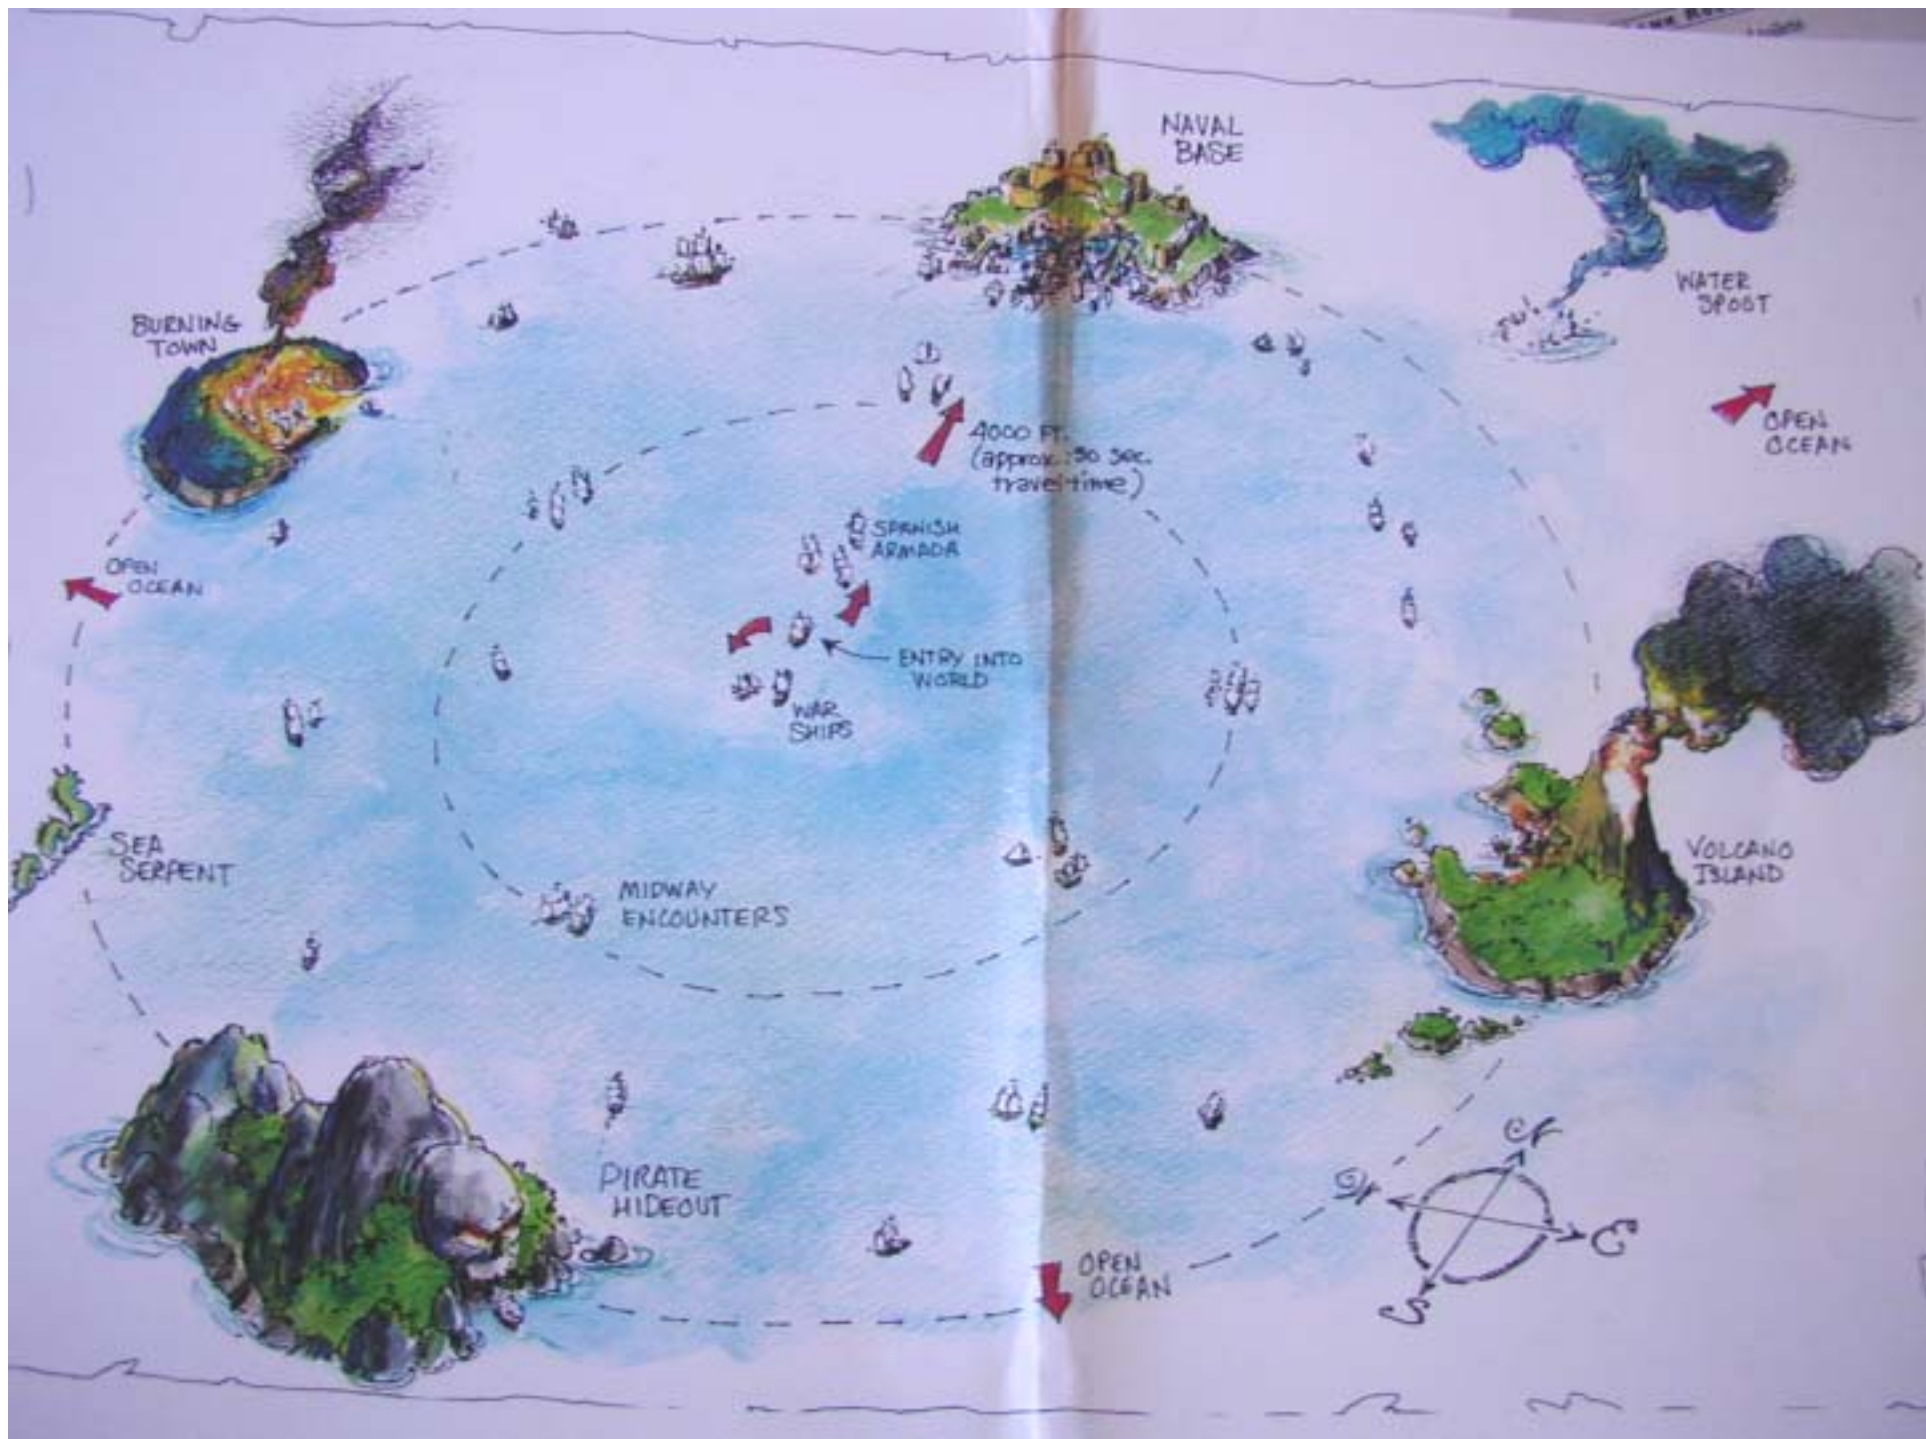 NAVAL
BASE
WATER
SPOUT
BURNING
TOWN
OPEN
OCEAN
4000 FT.
(approx. :30 sec.
travel time)
SPANISH
ARMADA
OPEN
OCEAN
ENTRY INTO
WORLD
WAR
SHIPS
SEA
SERPENT
MIDWAY
ENCOUNTERS
VOLCANO
ISLAND
PIRATE
HIDEOUT
OPEN
OCEAN
N
W
E
S